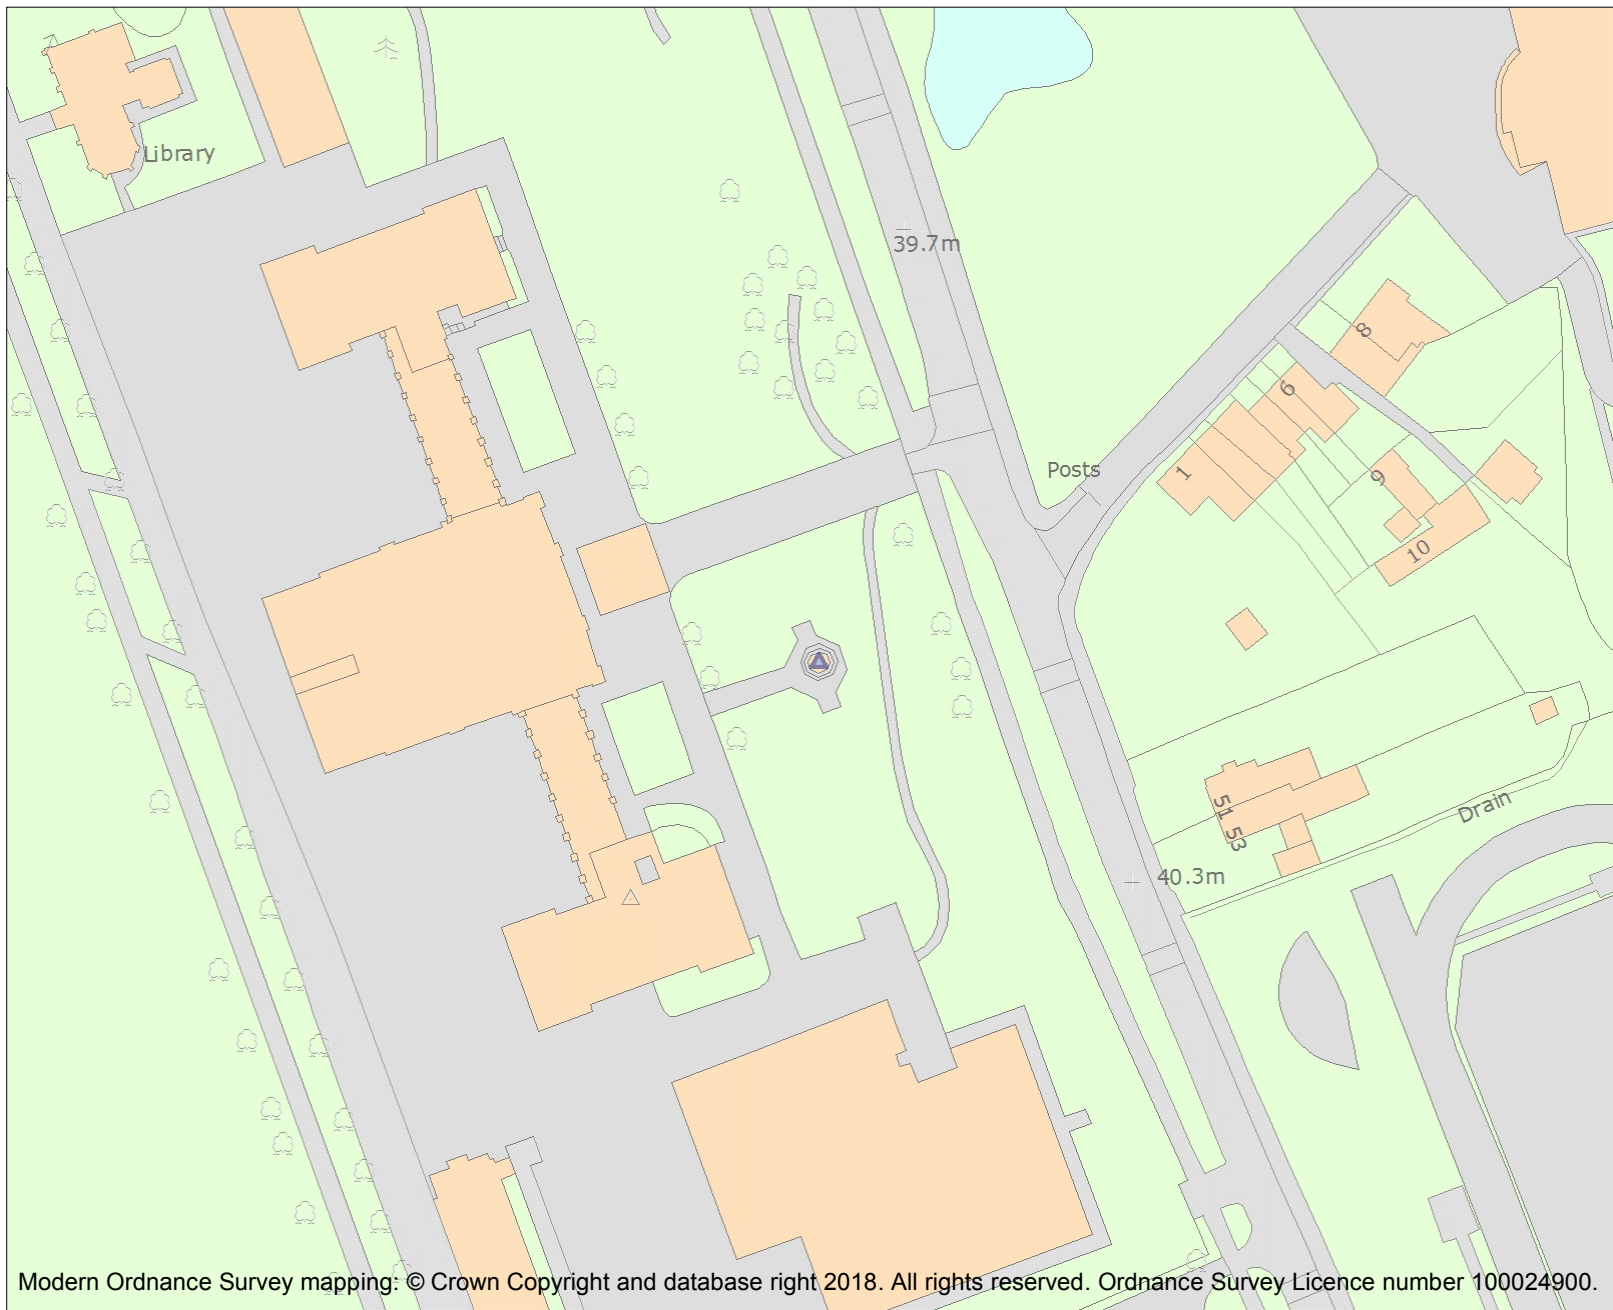 Library
39.7m
8
6
Posts
1
9
10
51
53
Drain
40.3m
Modern Ordnance Survey mapping: © Crown Copyright and database right 2018. All rights reserved. Ordnance Survey Licence number 100024900.